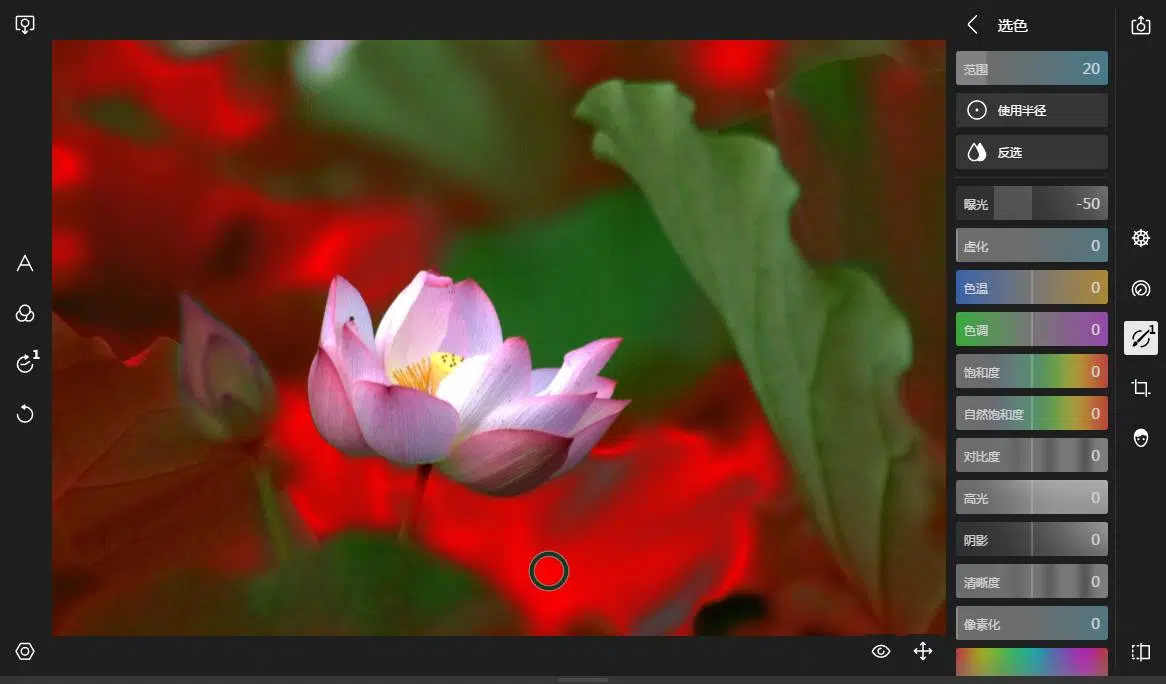 选色
范围 20
使用半径
反选
曝光 -50
虚化 0
色温 0
色调 0
饱和度 0
自然饱和度 0
对比度 0
高光 0
阴影 0
清晰度 0
像素化 0
1
1